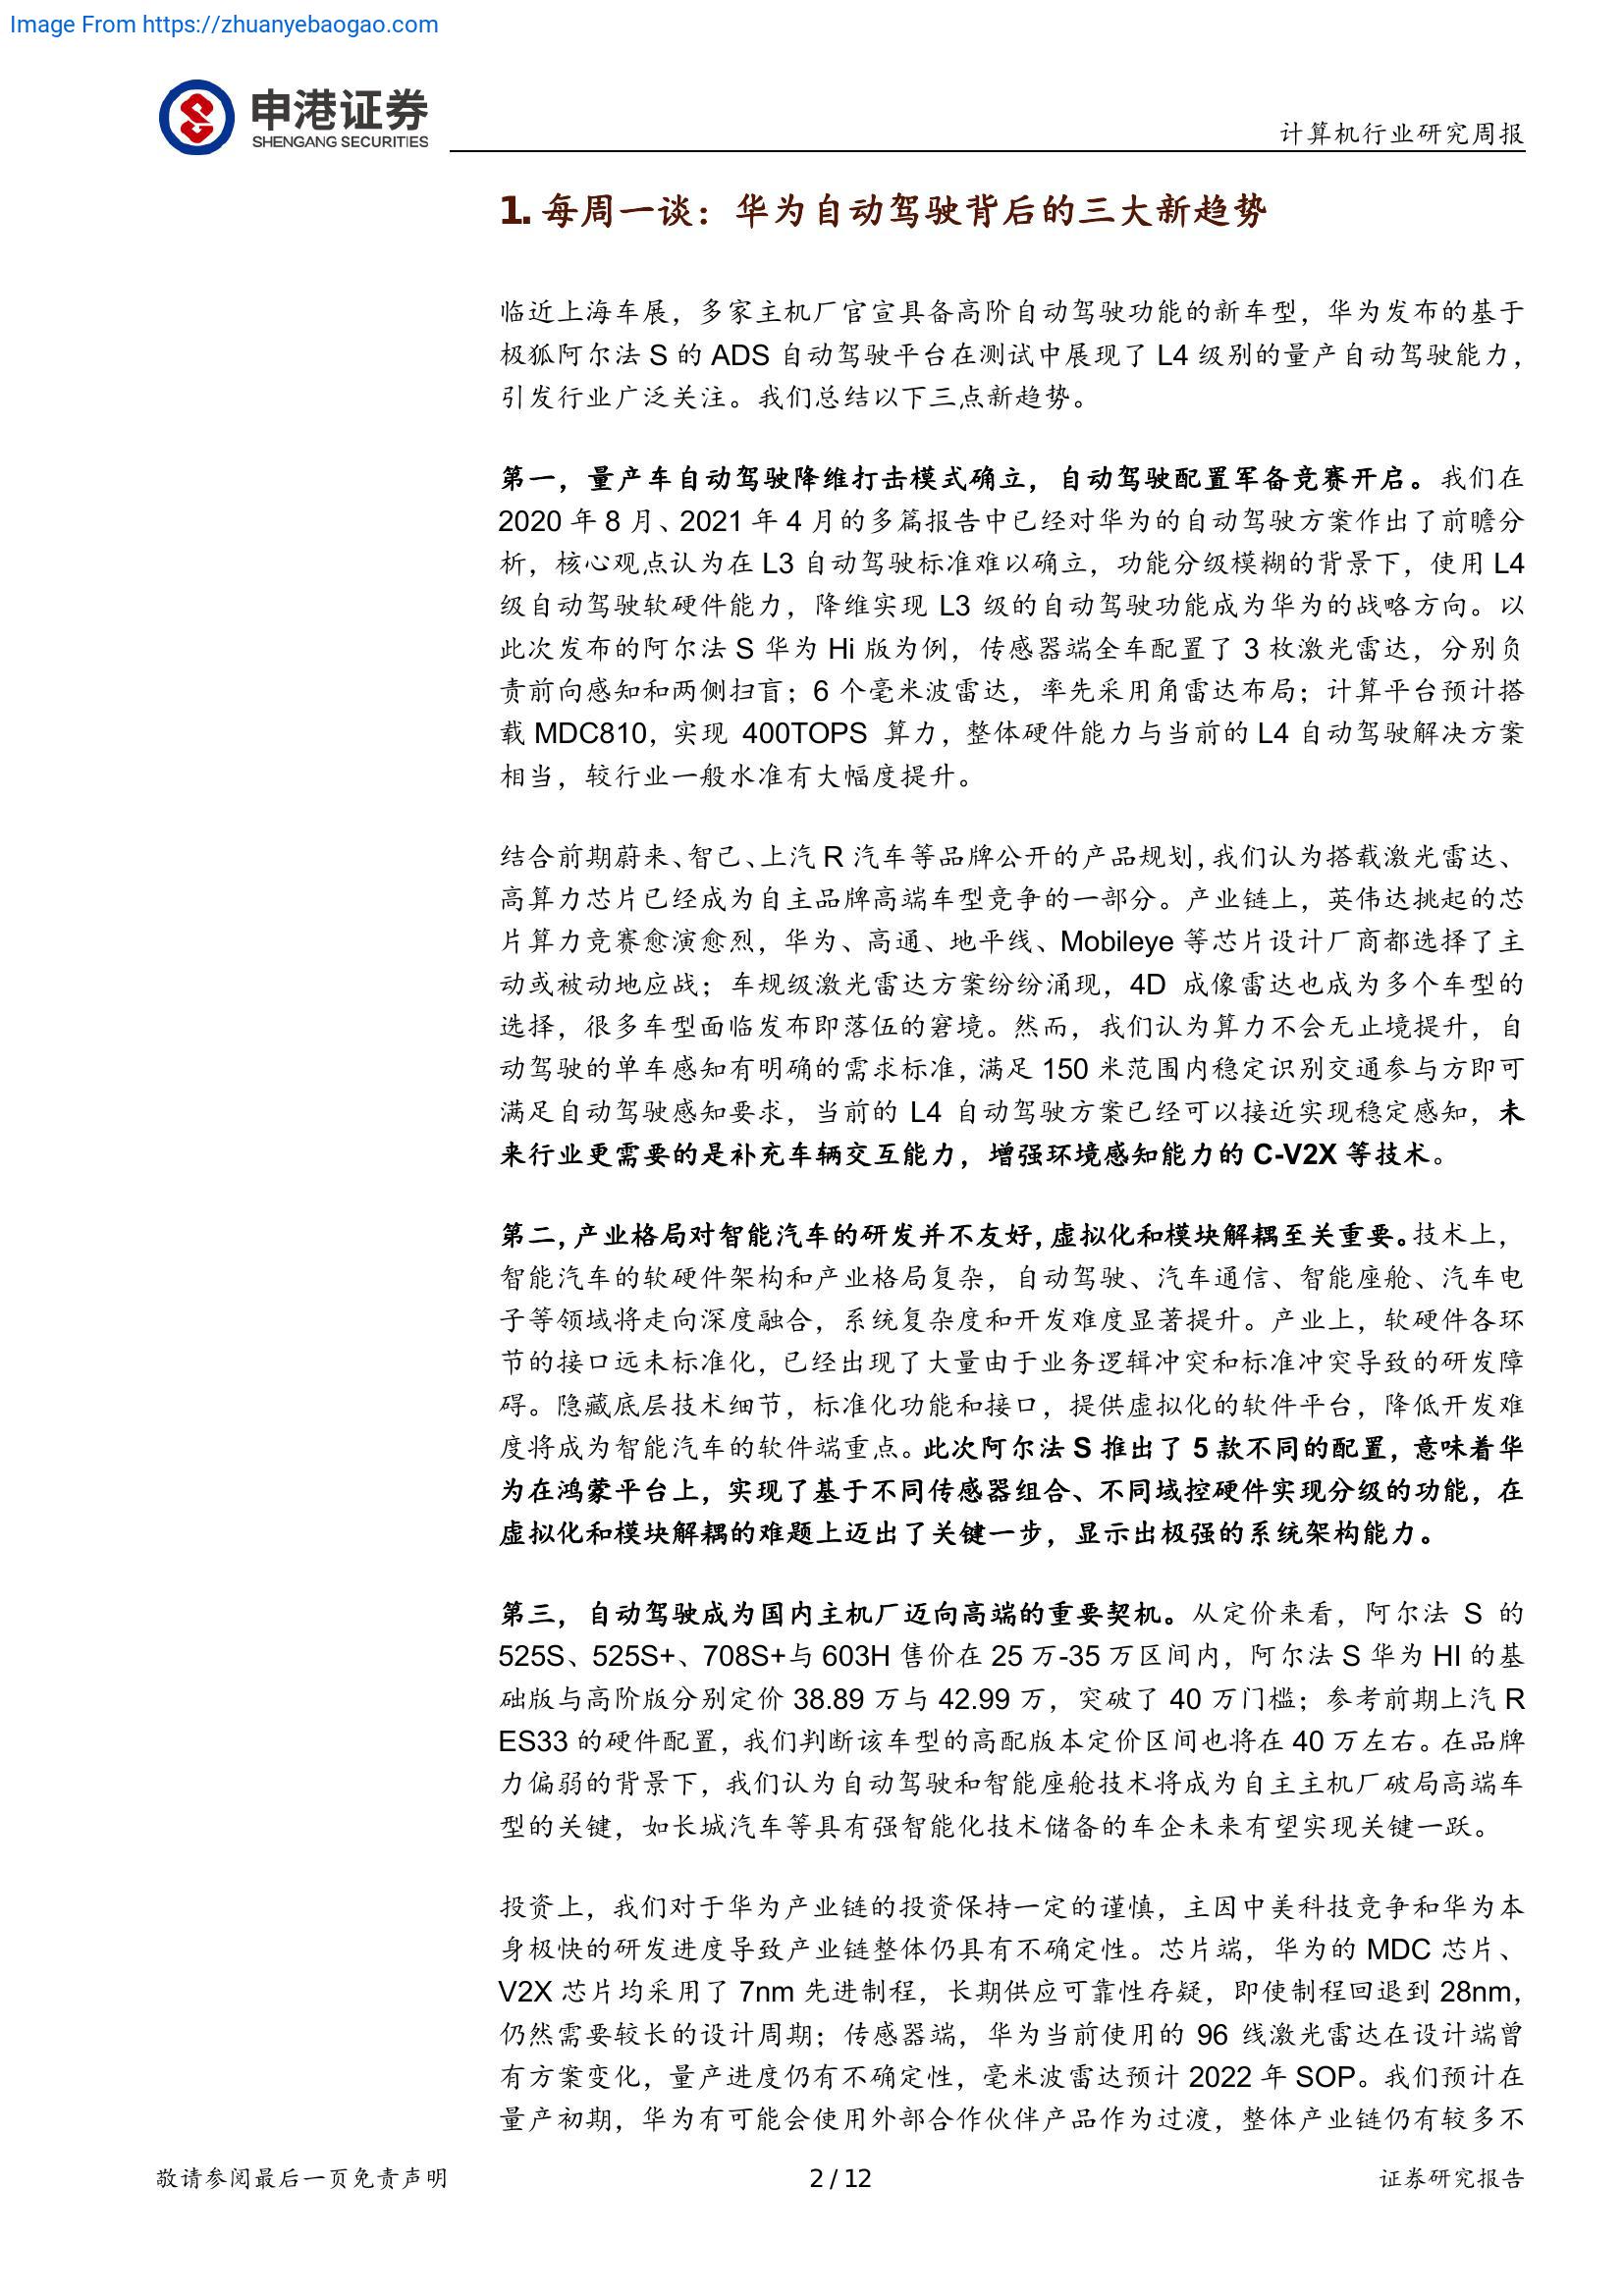 Image From https://zhuanyebaogao.com
申港证券
SHENGANG SECURITIES
计算机行业研究周报
1. 每周一谈：华为自动驾驶背后的三大新趋势
临近上海车展，多家主机厂官宣具备高阶自动驾驶功能的新车型，华为发布的基于
极狐阿尔法 S 的 ADS 自动驾驶平台在测试中展现了 L4 级别的量产自动驾驶能力，
引发行业广泛关注。我们总结以下三点新趋势。
第一，量产车自动驾驶降维打击模式确立，自动驾驶配置军备竞赛开启。我们在
2020 年 8 月、2021 年 4 月的多篇报告中已经对华为的自动驾驶方案作出了前瞻分
析，核心观点认为在 L3 自动驾驶标准难以确立，功能分级模糊的背景下，使用 L4
级自动驾驶软硬件能力，降维实现 L3 级的自动驾驶功能成为华为的战略方向。以
此次发布的阿尔法 S 华为 Hi 版为例，传感器端全车配置了 3 枚激光雷达，分别负
责前向感知和两侧扫盲；6 个毫米波雷达，率先采用角雷达布局；计算平台预计搭
载 MDC810，实现 400TOPS 算力，整体硬件能力与当前的 L4 自动驾驶解决方案
相当，较行业一般水准有大幅度提升。
结合前期蔚来、智己、上汽 R 汽车等品牌公开的产品规划，我们认为搭载激光雷达、
高算力芯片已经成为自主品牌高端车型竞争的一部分。产业链上，英伟达挑起的芯
片算力竞赛愈演愈烈，华为、高通、地平线、Mobileye 等芯片设计厂商都选择了主
动或被动地应战；车规级激光雷达方案纷纷涌现，4D 成像雷达也成为多个车型的
选择，很多车型面临发布即落伍的窘境。然而，我们认为算力不会无止境提升，自
动驾驶的单车感知有明确的需求标准，满足 150 米范围内稳定识别交通参与方即可
满足自动驾驶感知要求，当前的 L4 自动驾驶方案已经可以接近实现稳定感知，未
来行业更需要的是补充车辆交互能力，增强环境感知能力的 C-V2X 等技术。
第二，产业格局对智能汽车的研发并不友好，虚拟化和模块解耦至关重要。技术上，
智能汽车的软硬件架构和产业格局复杂，自动驾驶、汽车通信、智能座舱、汽车电
子等领域将走向深度融合，系统复杂度和开发难度显著提升。产业上，软硬件各环
节的接口远未标准化，已经出现了大量由于业务逻辑冲突和标准冲突导致的研发障
碍。隐藏底层技术细节，标准化功能和接口，提供虚拟化的软件平台，降低开发难
度将成为智能汽车的软件端重点。此次阿尔法 S 推出了 5 款不同的配置，意味着华
为在鸿蒙平台上，实现了基于不同传感器组合、不同域控硬件实现分级的功能，在
虚拟化和模块解耦的难题上迈出了关键一步，显示出极强的系统架构能力。
第三，自动驾驶成为国内主机厂迈向高端的重要契机。从定价来看，阿尔法 S 的
525S、525S+、708S+与 603H 售价在 25 万-35 万区间内，阿尔法 S 华为 HI 的基
础版与高阶版分别定价 38.89 万与 42.99 万，突破了 40 万门槛；参考前期上汽 R
ES33 的硬件配置，我们判断该车型的高配版本定价区间也将在 40 万左右。在品牌
力偏弱的背景下，我们认为自动驾驶和智能座舱技术将成为自主主机厂破局高端车
型的关键，如长城汽车等具有强智能化技术储备的车企未来有望实现关键一跃。
投资上，我们对于华为产业链的投资保持一定的谨慎，主因中美科技竞争和华为本
身极快的研发进度导致产业链整体仍具有不确定性。芯片端，华为的 MDC 芯片、
V2X 芯片均采用了 7nm 先进制程，长期供应可靠性存疑，即使制程回退到 28nm，
仍然需要较长的设计周期；传感器端，华为当前使用的 96 线激光雷达在设计端曾
有方案变化，量产进度仍有不确定性，毫米波雷达预计 2022 年 SOP。我们预计在
量产初期，华为有可能会使用外部合作伙伴产品作为过渡，整体产业链仍有较多不
敬请参阅最后一页免责声明
2 / 12
证券研究报告